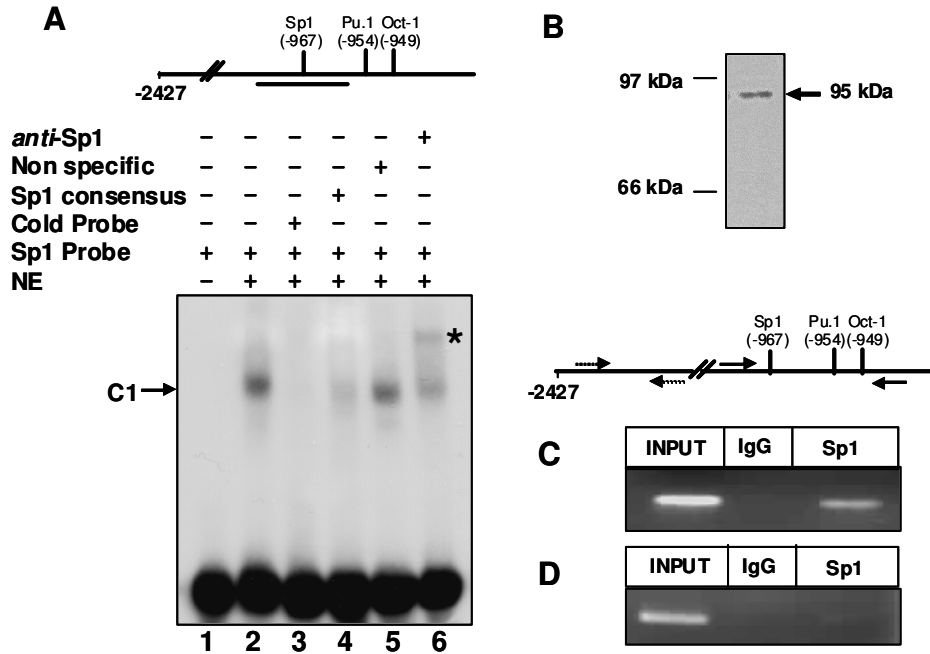 A
Sp1 Pu.1 Oct-1
(-967) (-954) (-949)
-2427
anti-Sp1 – – – – – +
Non specific – – – – + –
Sp1 consensus – – – + – –
Cold Probe – – + – – –
Sp1 Probe + + + + + +
NE – + + + + +
*
C1
1 2 3 4 5 6
B
97 kDa
95 kDa
66 kDa
Sp1 Pu.1 Oct-1
(-967) (-954) (-949)
-2427
C
INPUT IgG Sp1
D
INPUT IgG Sp1